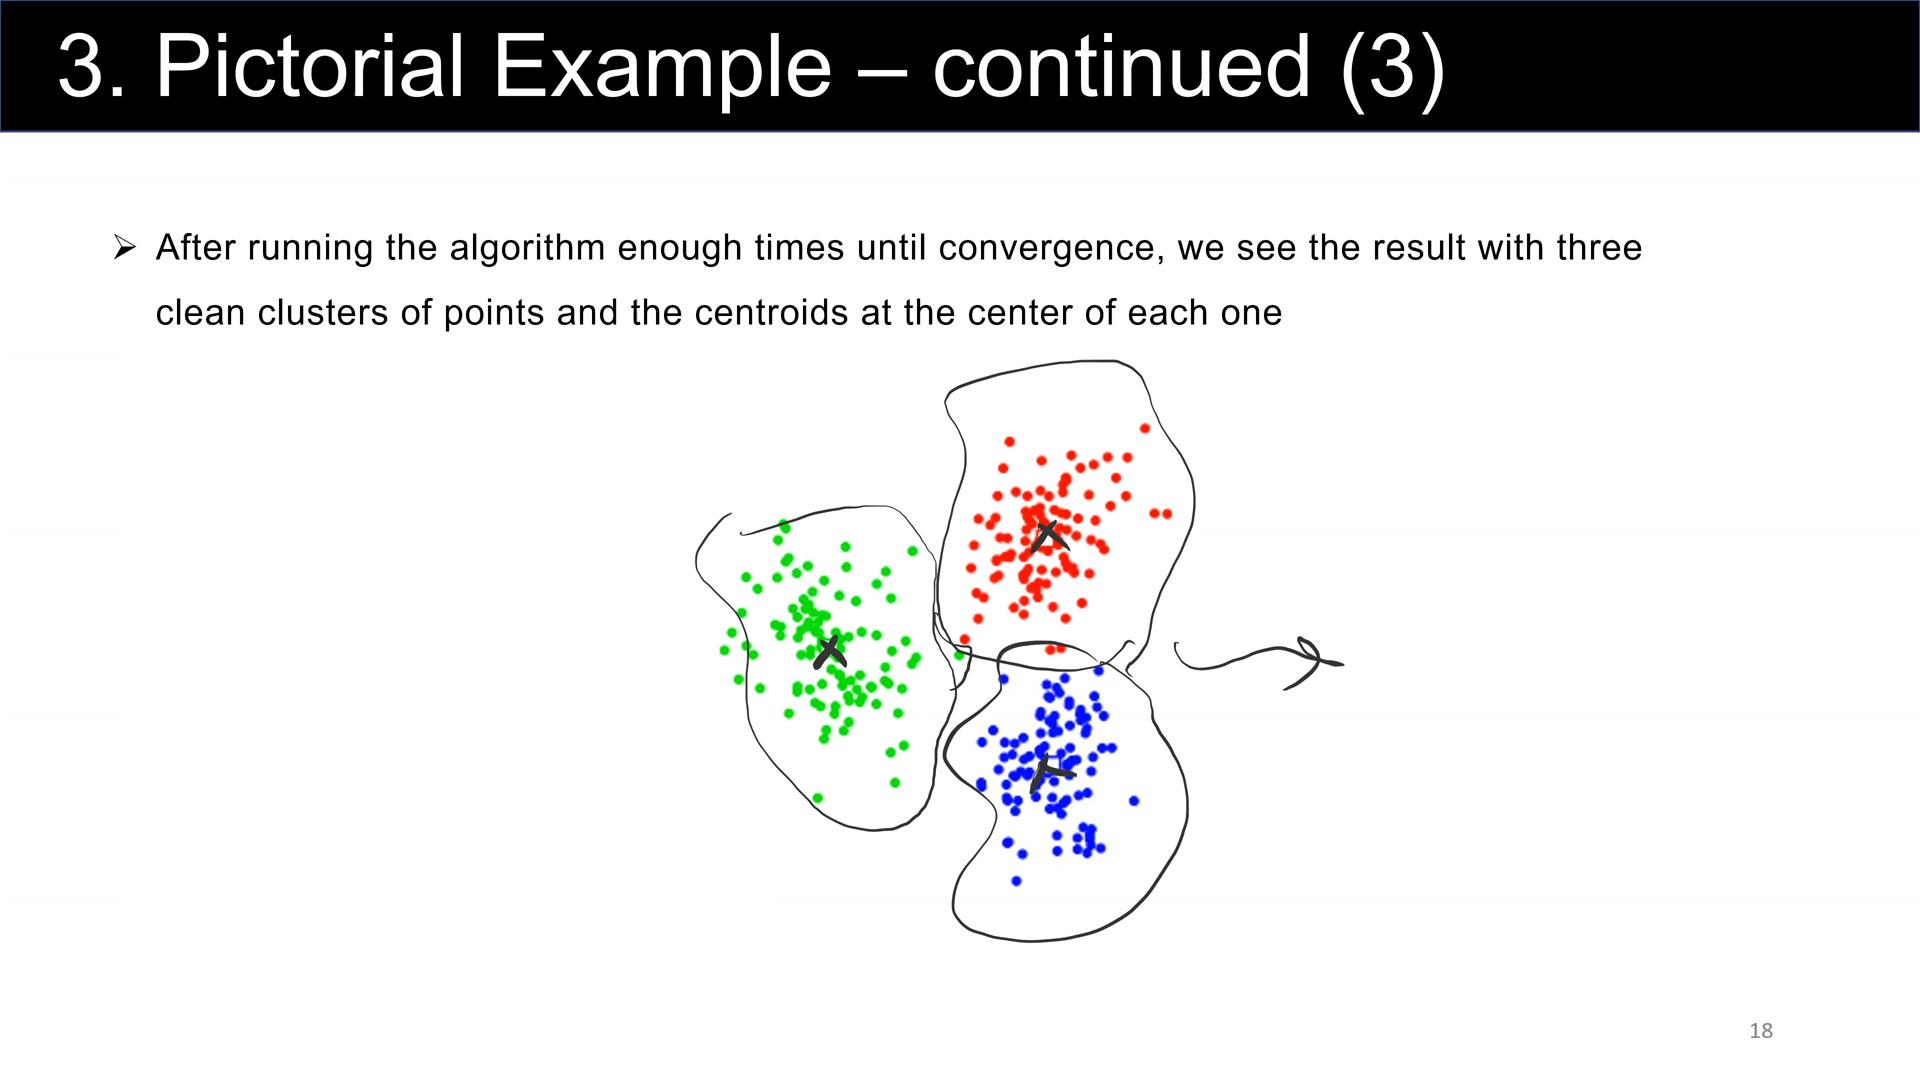 3. Pictorial Example – continued (3)
After running the algorithm enough times until convergence, we see the result with three
clean clusters of points and the centroids at the center of each one
18